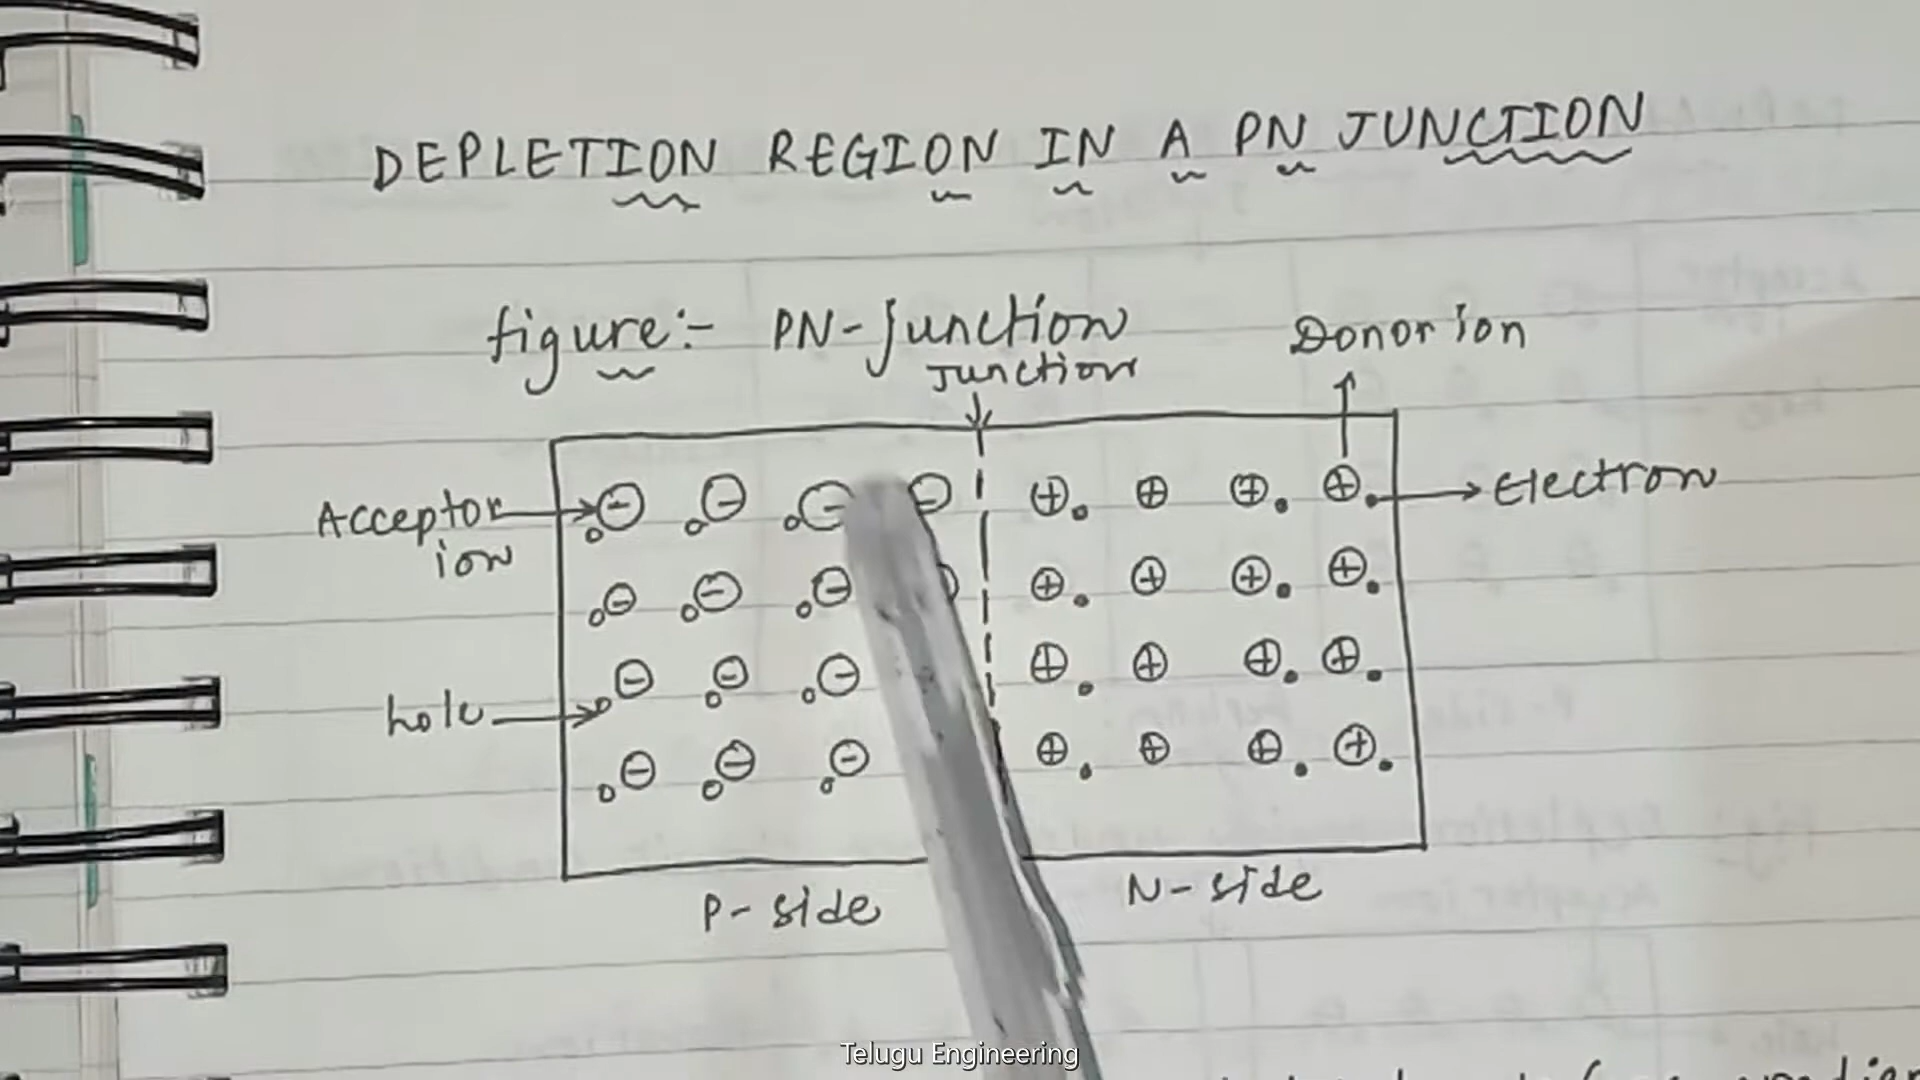 DEPLETION REGION IN A PN JUNCTION
figure:- PN-Junction
Junction
Donor ion
Acceptor
ion
Electron
hole
P-side
N-side
Telugu Engineering